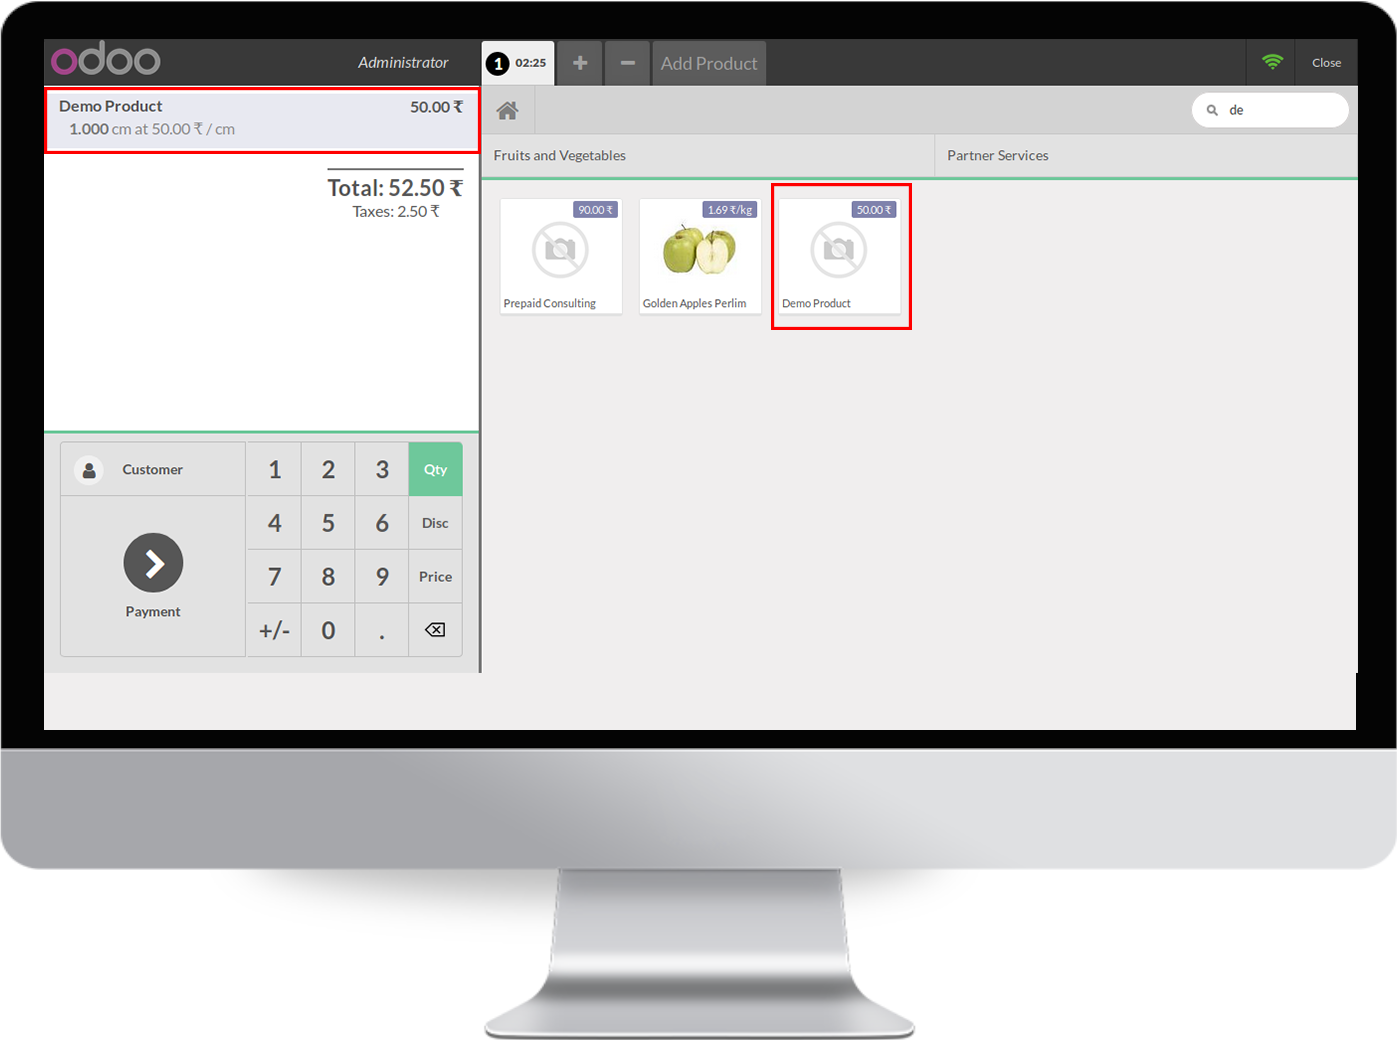 odoo
Administrator
1 02:25
+
−
Add Product
Close
Demo Product 50.00 ₹
1.000 cm at 50.00 ₹ / cm
Total: 52.50 ₹
Taxes: 2.50 ₹
de
Fruits and Vegetables
Partner Services
90.00 ₹
Prepaid Consulting
1.69 ₹/kg
Golden Apples Perlim
50.00 ₹
Demo Product
Customer
Payment
1 2 3 Qty
4 5 6 Disc
7 8 9 Price
+/- 0 .